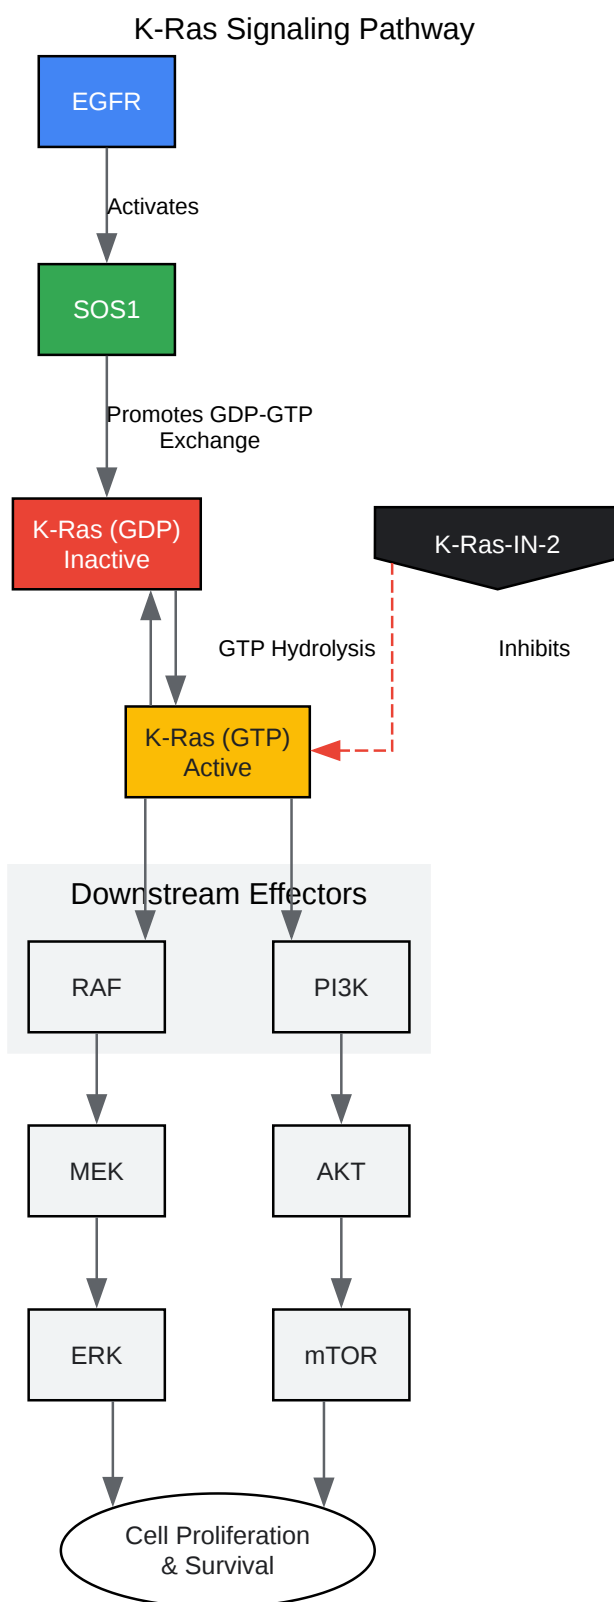 K-Ras Signaling Pathway
EGFR
Activates
SOS1
Promotes GDP-GTP
Exchange
K-Ras (GDP)
Inactive
K-Ras-IN-2
GTP Hydrolysis
Inhibits
K-Ras (GTP)
Active
Downstream Effectors
RAF
PI3K
MEK
AKT
ERK
mTOR
Cell Proliferation
& Survival